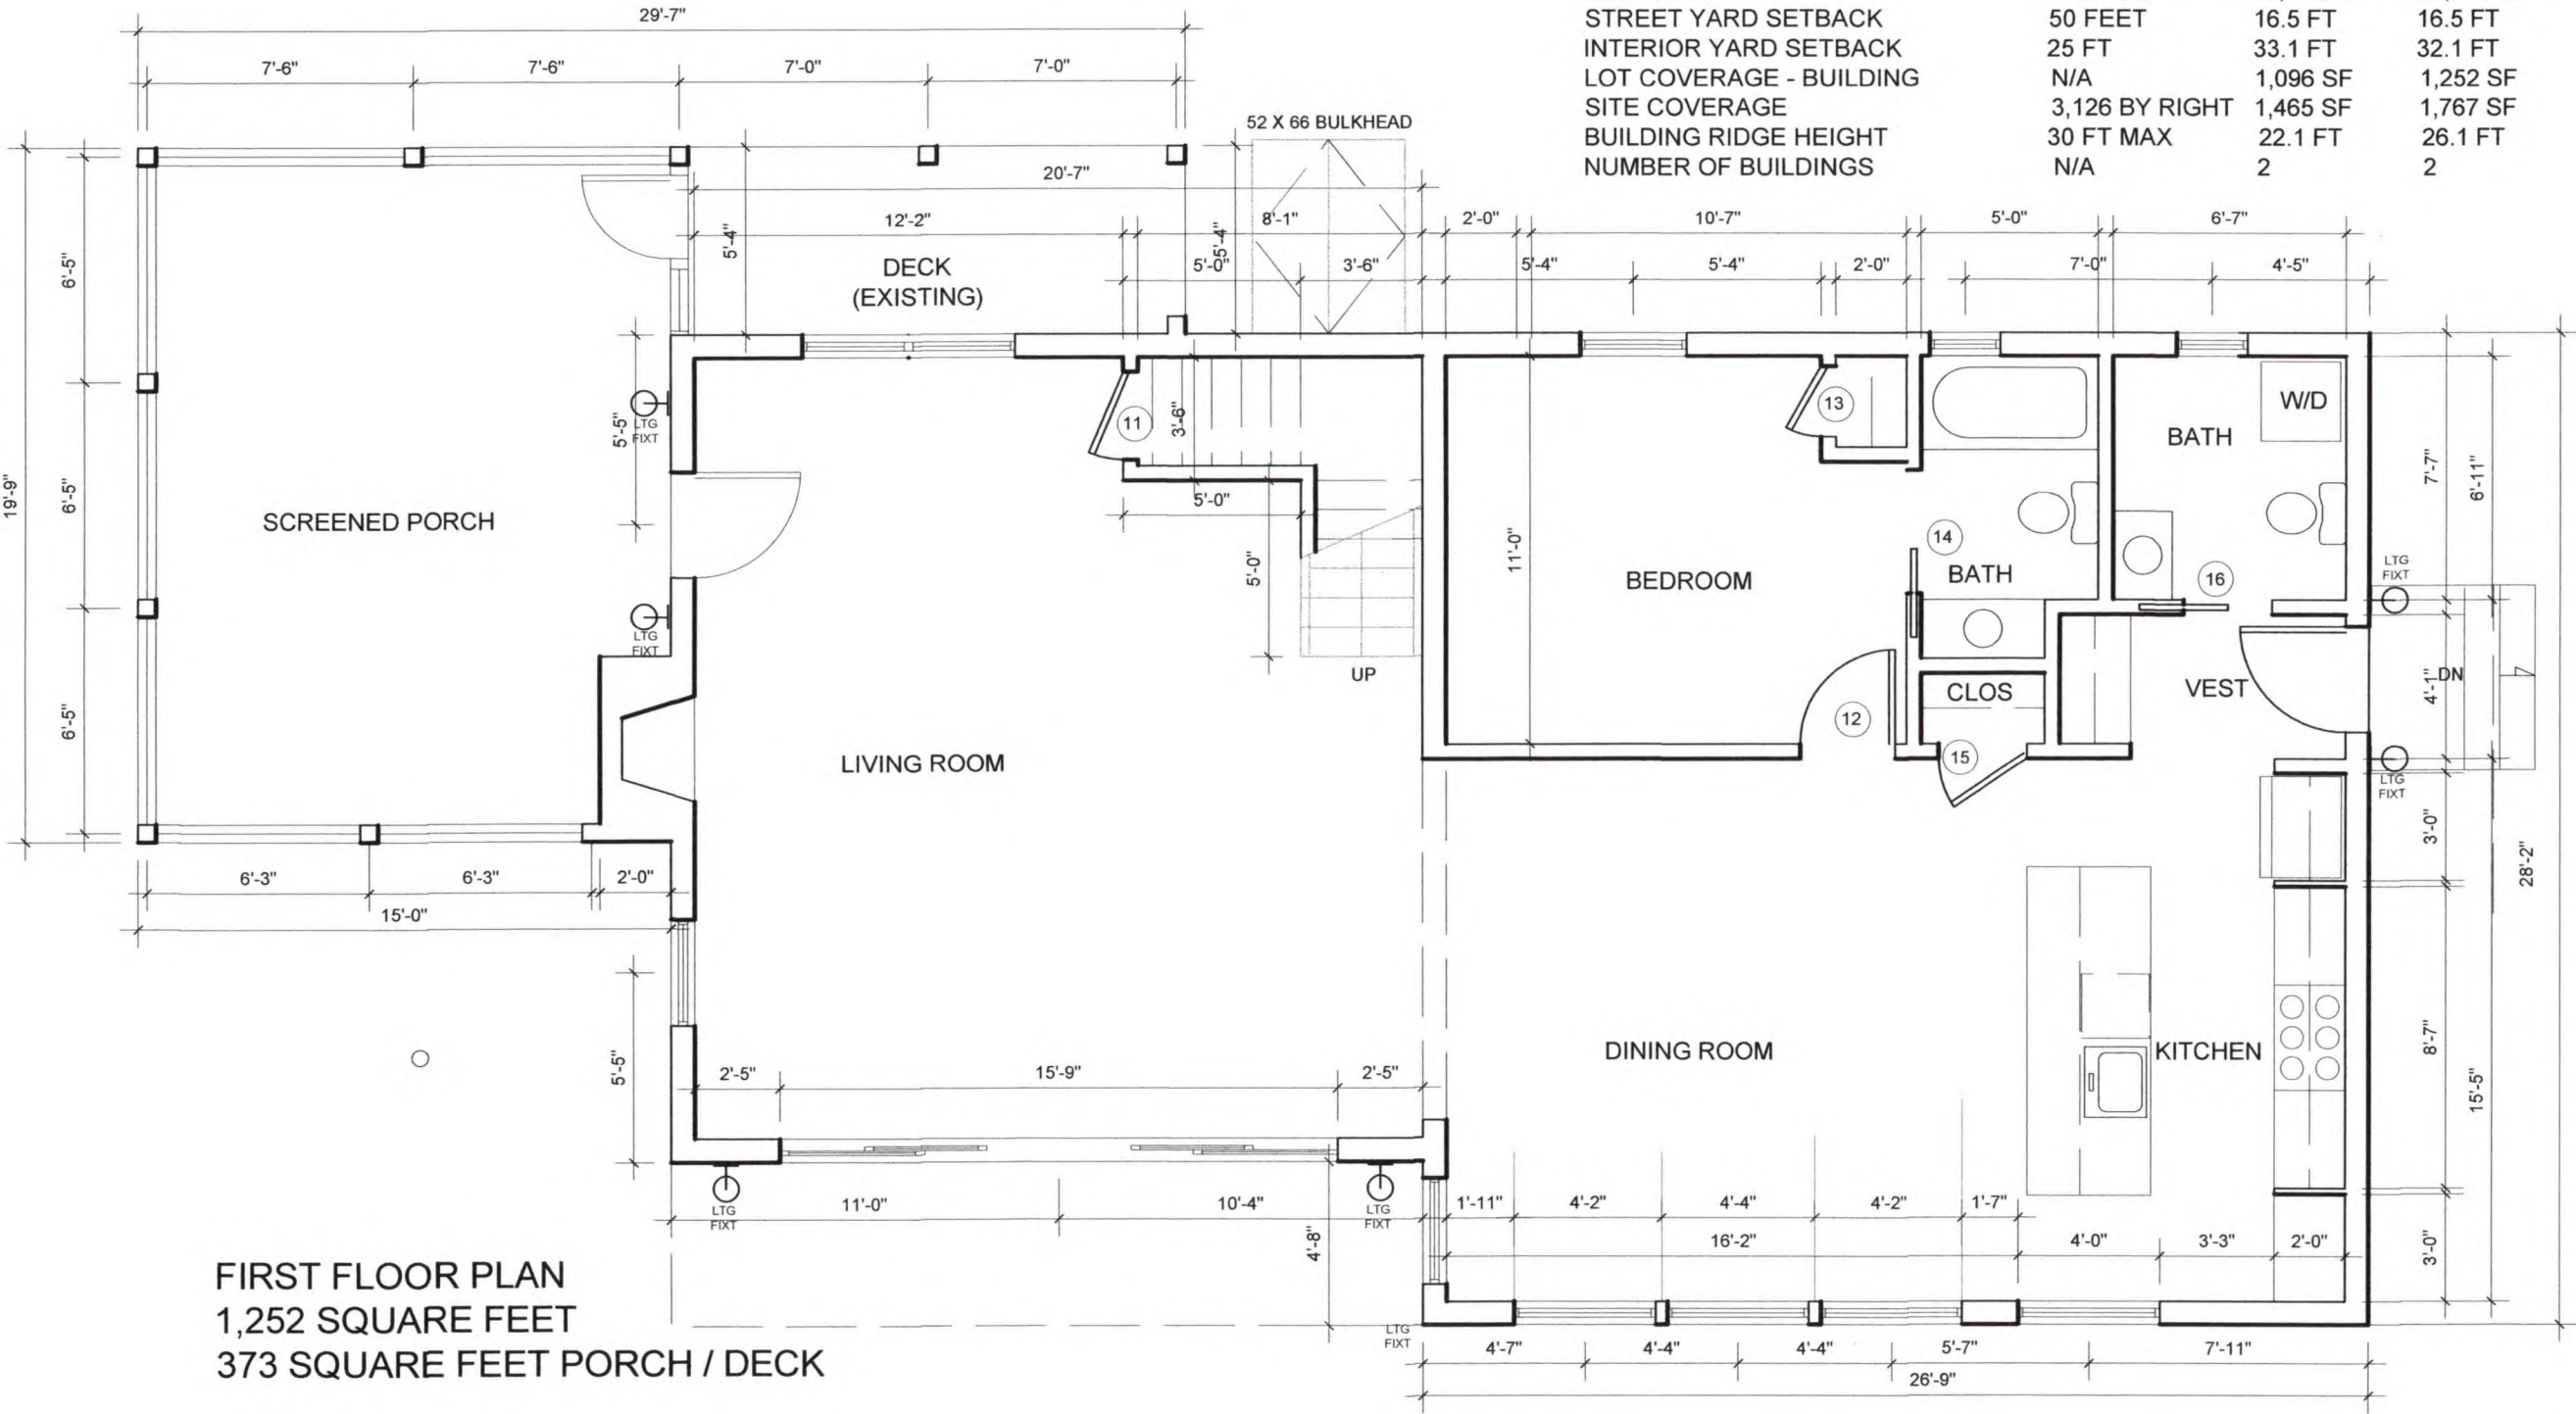 29'-7"
7'-6" 7'-6" 7'-0" 7'-0"
STREET YARD SETBACK 50 FEET 16.5 FT 16.5 FT
INTERIOR YARD SETBACK 25 FT 33.1 FT 32.1 FT
LOT COVERAGE - BUILDING N/A 1,096 SF 1,252 SF
SITE COVERAGE 3,126 BY RIGHT 1,465 SF 1,767 SF
BUILDING RIDGE HEIGHT 30 FT MAX 22.1 FT 26.1 FT
NUMBER OF BUILDINGS N/A 2 2
52 X 66 BULKHEAD
20'-7"
12'-2" 8'-1" 2'-0" 10'-7" 5'-0" 6'-7"
5'-4" 5'-4"
5'-0" 3'-6" 5'-4" 5'-4" 2'-0" 7'-0" 4'-5"
DECK
(EXISTING)
6'-5"
19'-9"
6'-5"
6'-5"
SCREENED PORCH
5'-5"
LTG
FIXT
LTG
FIXT
11
3'-6"
5'-0"
5'-0"
UP
LIVING ROOM
11'-0"
BEDROOM
13
14
BATH
12
CLOS
15
W/D
BATH
16
VEST
7'-7"
6'-11"
LTG
FIXT
4'-1"
DN
LTG
FIXT
3'-0"
28'-2"
6'-3" 6'-3" 2'-0"
15'-0"
5'-5"
2'-5" 15'-9" 2'-5"
DINING ROOM
KITCHEN
8'-7"
15'-5"
LTG
FIXT
11'-0" 10'-4"
LTG
FIXT
4'-8"
1'-11" 4'-2" 4'-4" 4'-2" 1'-7"
16'-2" 4'-0" 3'-3" 2'-0"
3'-0"
LTG
FIXT
4'-7" 4'-4" 4'-4" 5'-7" 7'-11"
26'-9"
FIRST FLOOR PLAN
1,252 SQUARE FEET
373 SQUARE FEET PORCH / DECK